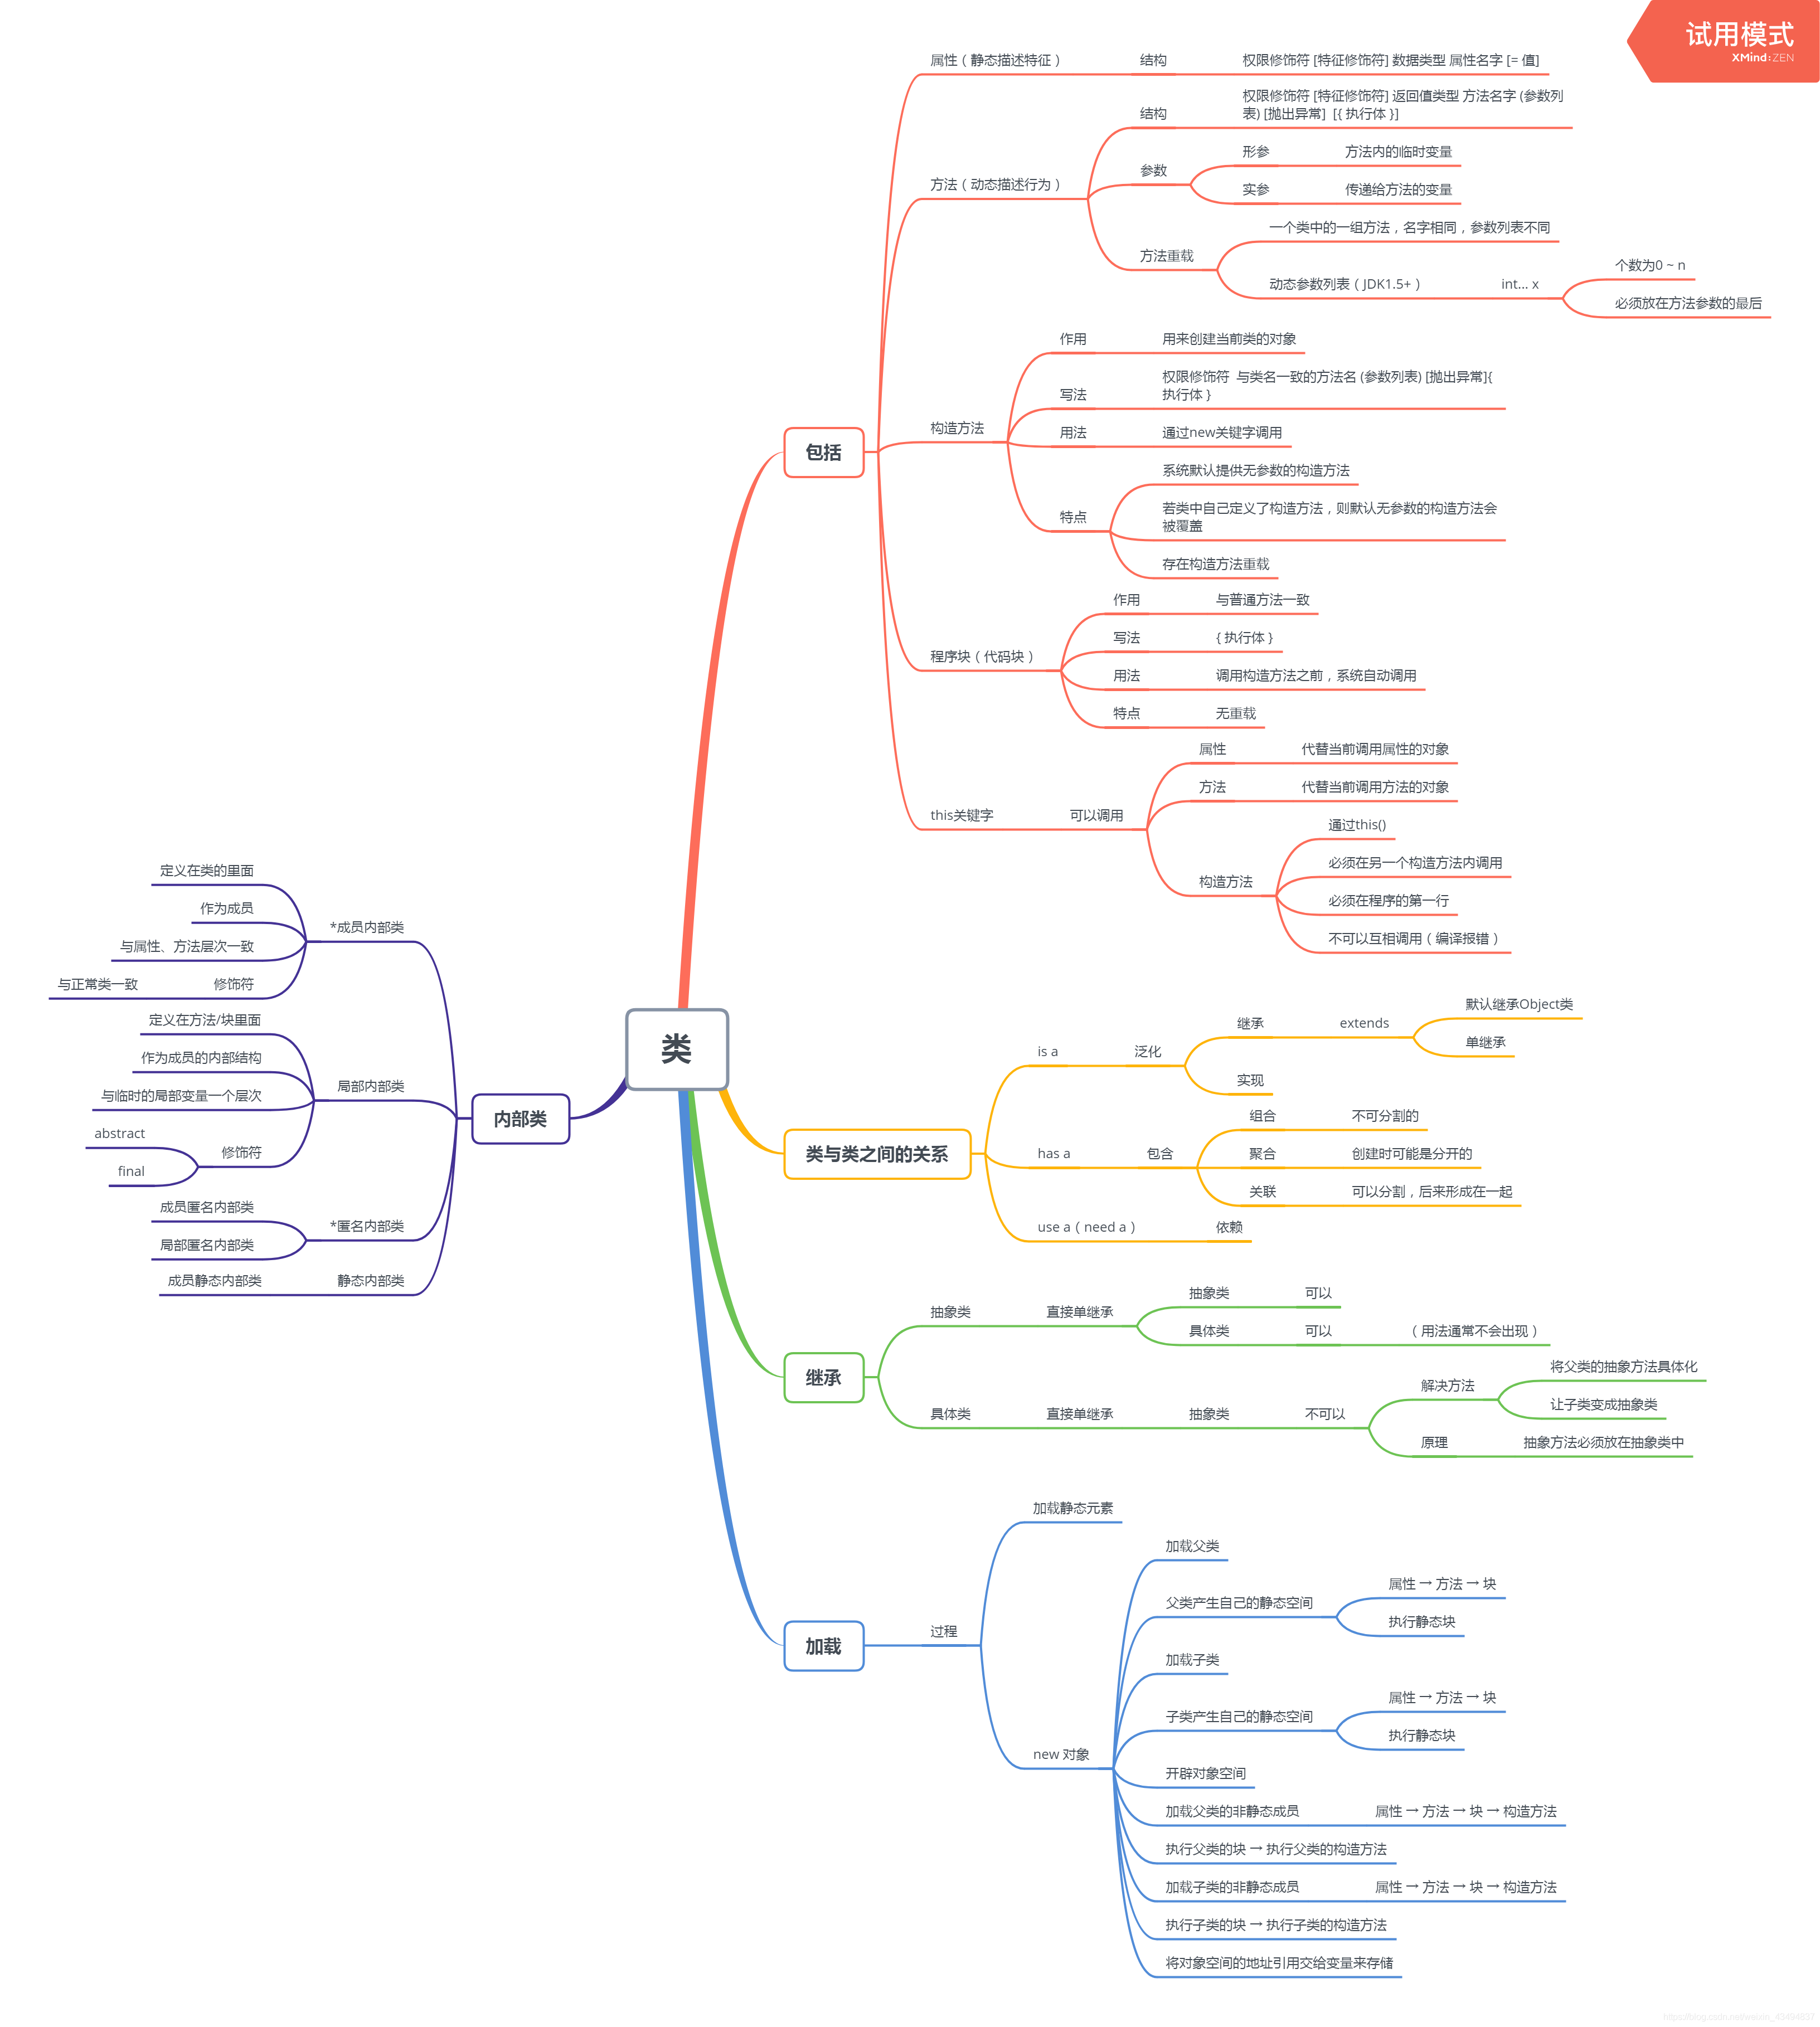 试用模式
XMind:ZEN
类
包括
属性（静态描述特征）
结构
权限修饰符 [特征修饰符] 数据类型 属性名字 [= 值]
方法（动态描述行为）
结构
权限修饰符 [特征修饰符] 返回值类型 方法名字 (参数列
表) [抛出异常] [{ 执行体 }]
参数
形参
方法内的临时变量
实参
传递给方法的变量
方法重载
一个类中的一组方法，名字相同，参数列表不同
动态参数列表（JDK1.5+）
int... x
个数为0 ~ n
必须放在方法参数的最后
构造方法
作用
用来创建当前类的对象
写法
权限修饰符 与类名一致的方法名 (参数列表) [抛出异常]{
执行体 }
用法
通过new关键字调用
特点
系统默认提供无参数的构造方法
若类中自己定义了构造方法，则默认无参数的构造方法会
被覆盖
存在构造方法重载
程序块（代码块）
作用
与普通方法一致
写法
{ 执行体 }
用法
调用构造方法之前，系统自动调用
特点
无重载
this关键字
可以调用
属性
代替当前调用属性的对象
方法
代替当前调用方法的对象
构造方法
通过this()
必须在另一个构造方法内调用
必须在程序的第一行
不可以互相调用（编译报错）
类与类之间的关系
is a
泛化
继承
extends
默认继承Object类
单继承
实现
has a
包含
组合
不可分割的
聚合
创建时可能是分开的
关联
可以分割，后来形成在一起
use a（need a）
依赖
继承
抽象类
直接单继承
抽象类
可以
具体类
可以
（用法通常不会出现）
具体类
直接单继承
抽象类
不可以
解决方法
将父类的抽象方法具体化
让子类变成抽象类
原理
抽象方法必须放在抽象类中
加载
过程
加载静态元素
new 对象
加载父类
父类产生自己的静态空间
属性 → 方法 → 块
执行静态块
加载子类
子类产生自己的静态空间
属性 → 方法 → 块
执行静态块
开辟对象空间
加载父类的非静态成员
属性 → 方法 → 块 → 构造方法
执行父类的块 → 执行父类的构造方法
加载子类的非静态成员
属性 → 方法 → 块 → 构造方法
执行子类的块 → 执行子类的构造方法
将对象空间的地址引用交给变量来存储
内部类
*成员内部类
定义在类的里面
作为成员
与属性、方法层次一致
修饰符
与正常类一致
局部内部类
定义在方法/块里面
作为成员的内部结构
与临时的局部变量一个层次
修饰符
abstract
final
*匿名内部类
成员匿名内部类
局部匿名内部类
静态内部类
成员静态内部类